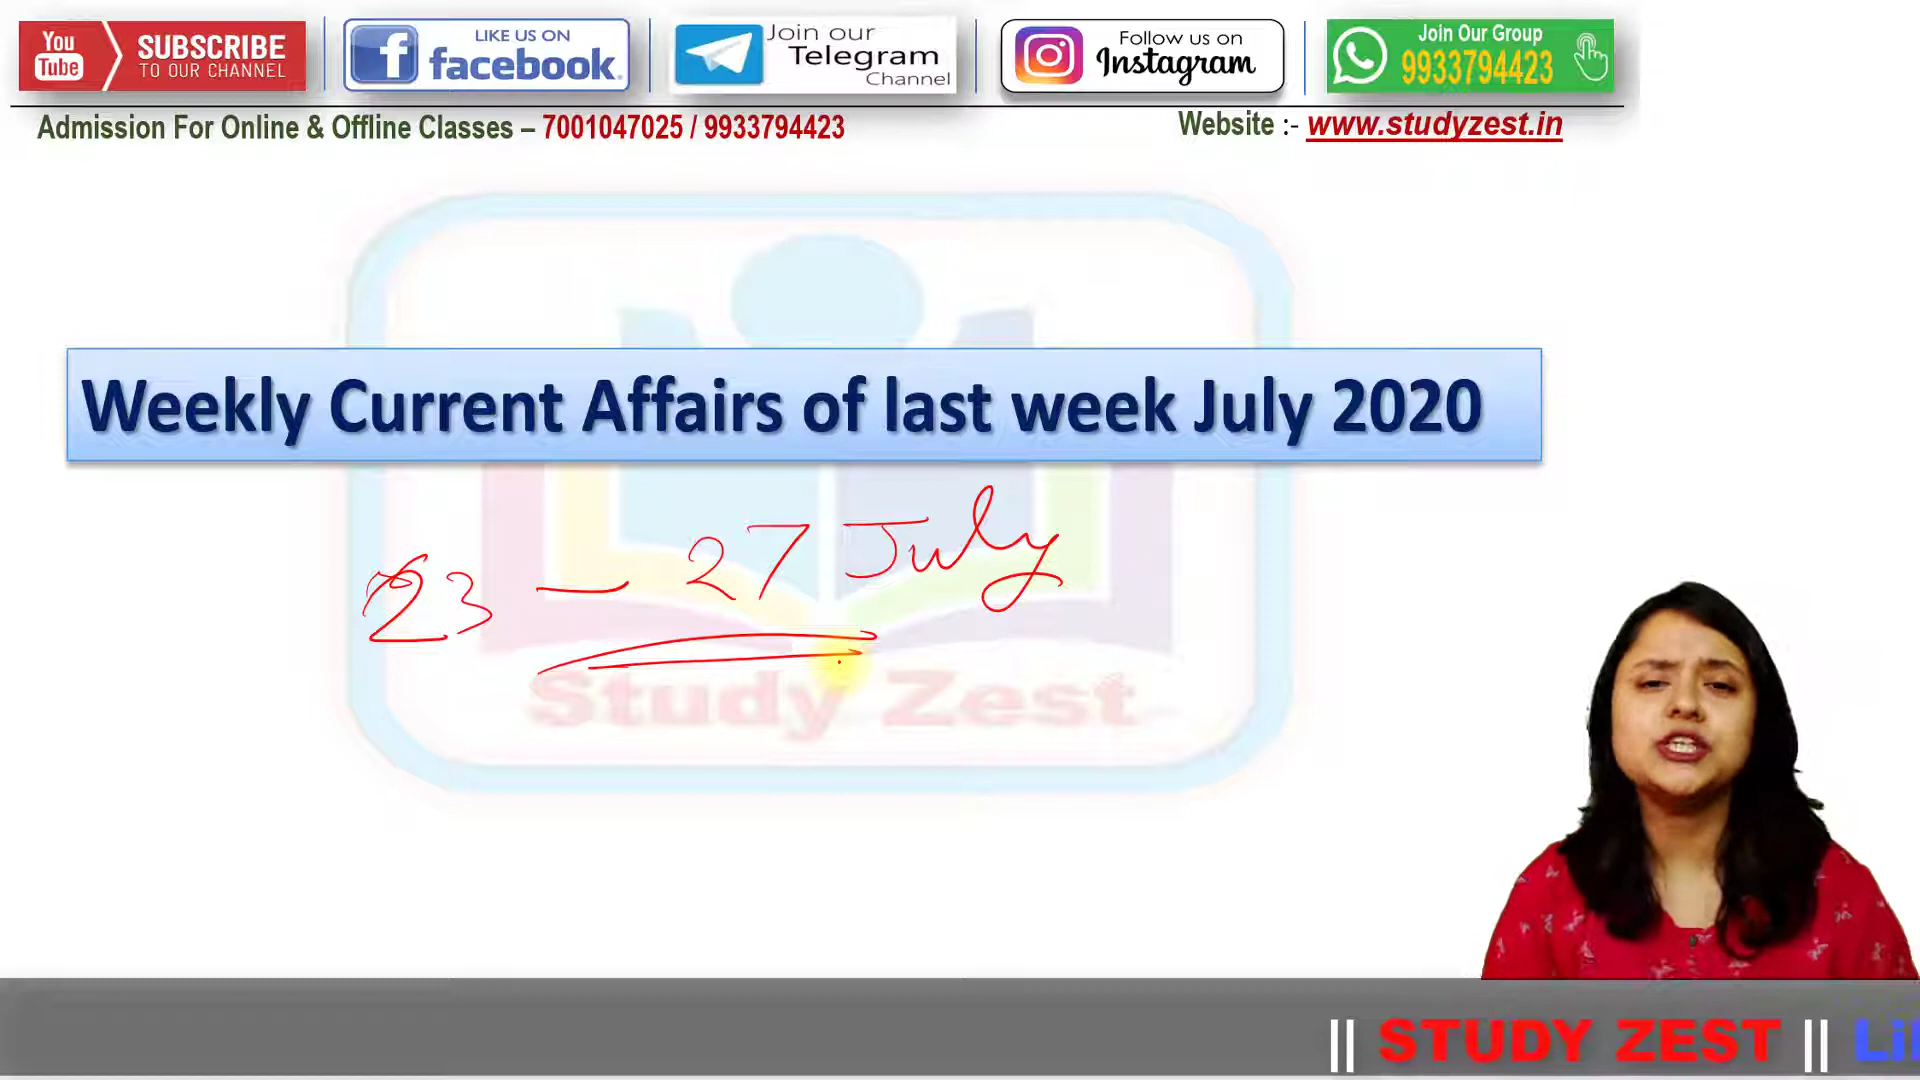 You Tube SUBSCRIBE TO OUR CHANNEL
LIKE US ON facebook.
Join our Telegram Channel
Follow us on Instagram
Join Our Group 9933794423
Admission For Online & Offline Classes – 7001047025 / 9933794423
Website :- www.studyzest.in
Weekly Current Affairs of last week July 2020
23 — 27 July
Study Zest
|| STUDY ZEST ||